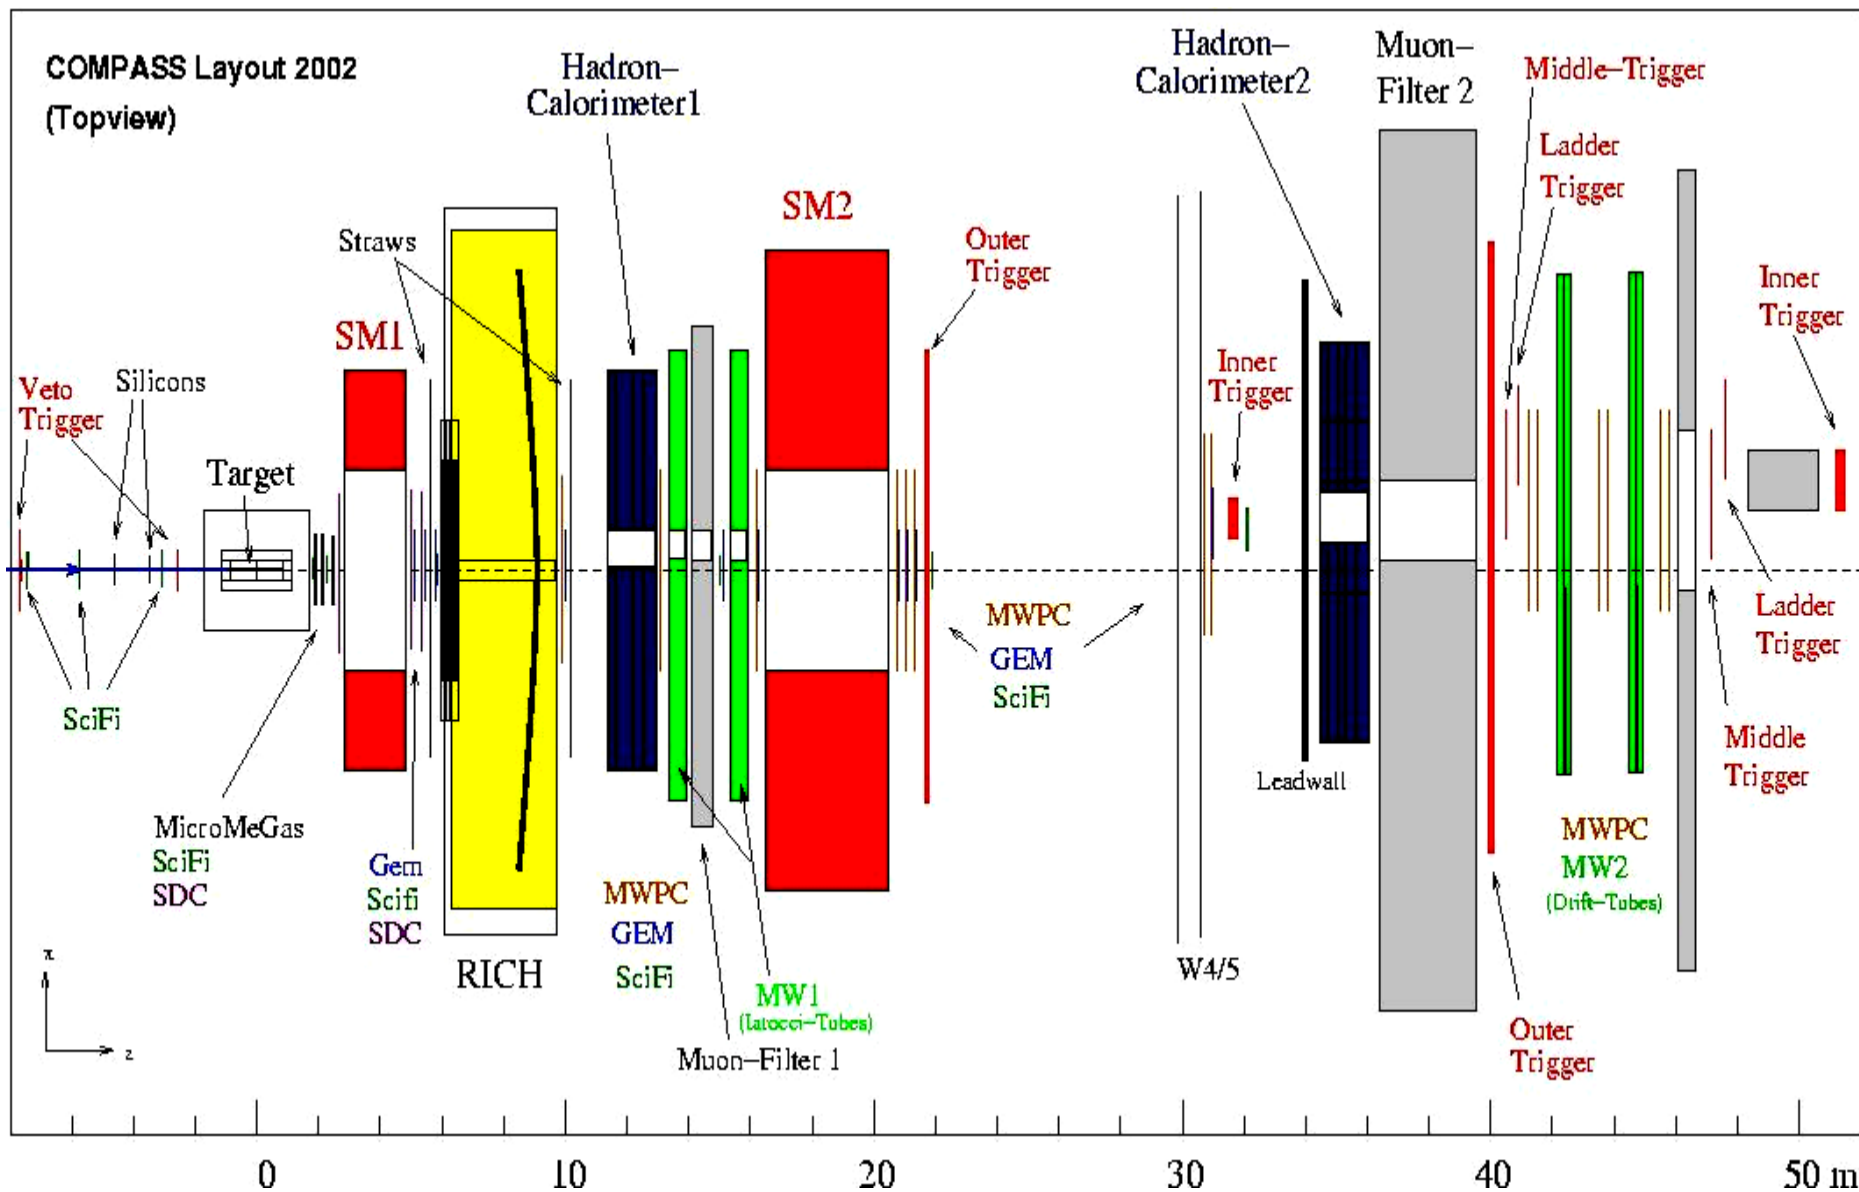 COMPASS Layout 2002
(Topview)
Hadron–
Calorimeter1
Hadron–
Calorimeter2
Muon–
Filter 2
Middle–Trigger
Ladder
Trigger
SM2
Straws
Outer
Trigger
Inner
Trigger
SM1
Veto
Trigger
Silicons
Inner
Trigger
Target
MWPC
GEM
SciFi
Ladder
Trigger
SciFi
Middle
Trigger
Leadwall
MicroMeGas
SciFi
SDC
Gem
Scifi
SDC
MWPC
GEM
SciFi
MWPC
MW2
(Drift–Tubes)
RICH
W4/5
MW1
(Iarocci–Tubes)
Muon–Filter 1
Outer
Trigger
x
z
0 10 20 30 40 50 m